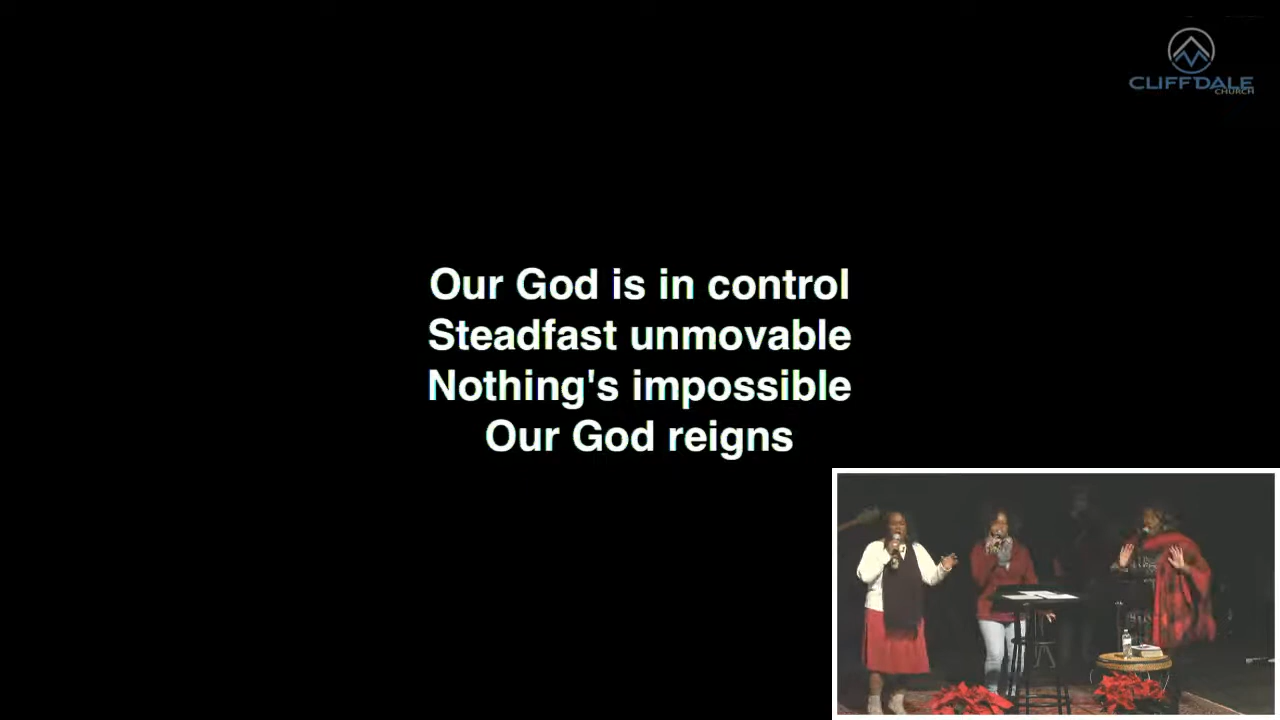 CLIFFDALE
CHURCH
Our God is in control
Steadfast unmovable
Nothing's impossible
Our God reigns